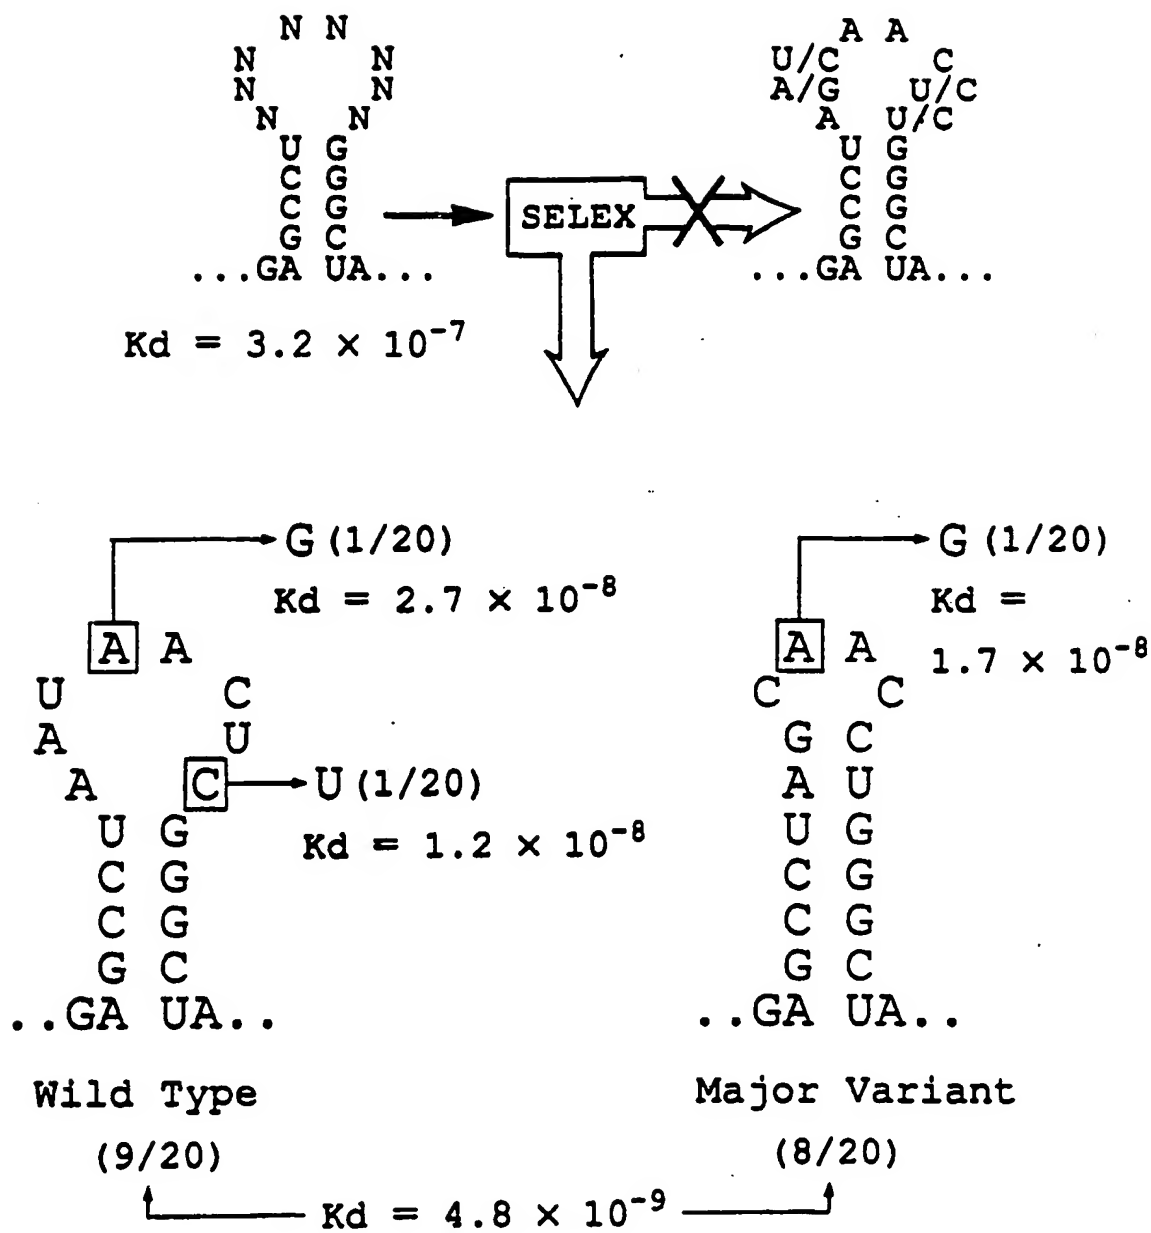 N N
N N
N N
N N
U G
C G
C G
G C
...GA UA...
Kd = 3.2 × 10⁻⁷
SELEX
A A
U/C C
A/G U/C
A U/C
U G
C G
C G
G C
...GA UA...
G (1/20)
Kd = 2.7 × 10⁻⁸
A A
U C
A U
A C
U (1/20)
Kd = 1.2 × 10⁻⁸
U G
C G
C G
G C
..GA UA..
Wild Type
(9/20)
G (1/20)
Kd =
1.7 × 10⁻⁸
A A
C C
G C
A U
U G
C G
C G
G C
..GA UA..
Major Variant
(8/20)
Kd = 4.8 × 10⁻⁹